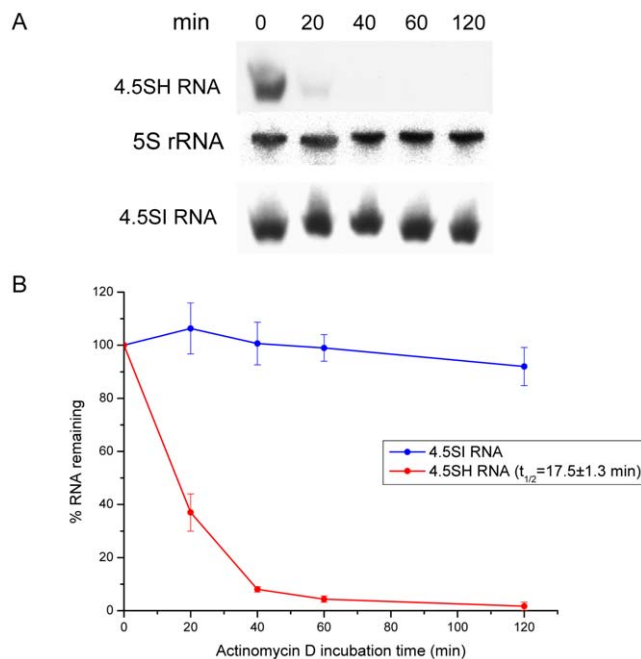 A
min 0 20 40 60 120
4.5SH RNA
5S rRNA
4.5SI RNA
B
120
100
80
60
40
20
0
% RNA remaining
4.5SI RNA
4.5SH RNA (t1/2=17.5±1.3 min)
0 20 40 60 80 100 120
Actinomycin D incubation time (min)